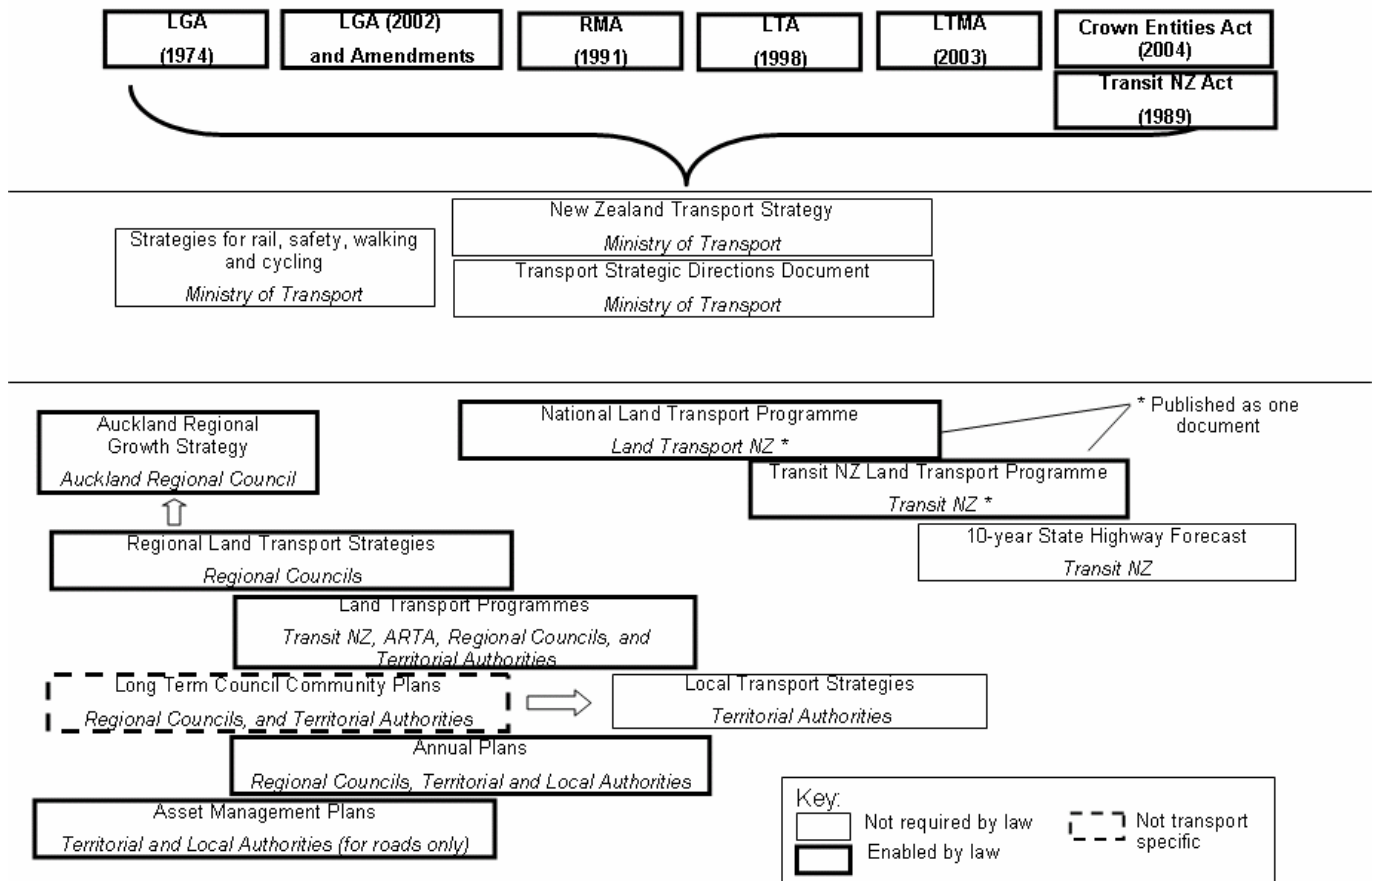 LGA
(1974)
LGA (2002)
and Amendments
RMA
(1991)
LTA
(1998)
LTMA
(2003)
Crown Entities Act
(2004)
Transit NZ Act
(1989)
New Zealand Transport Strategy
Ministry of Transport
Strategies for rail, safety, walking
and cycling
Ministry of Transport
Transport Strategic Directions Document
Ministry of Transport
Auckland Regional
Growth Strategy
Auckland Regional Council
National Land Transport Programme
Land Transport NZ *
* Published as one
document
Transit NZ Land Transport Programme
Transit NZ *
10-year State Highway Forecast
Transit NZ
Regional Land Transport Strategies
Regional Councils
Land Transport Programmes
Transit NZ, ARTA, Regional Councils, and
Territorial Authorities
Long Term Council Community Plans
Regional Councils, and Territorial Authorities
Local Transport Strategies
Territorial Authorities
Annual Plans
Regional Councils, Territorial and Local Authorities
Asset Management Plans
Territorial and Local Authorities (for roads only)
Key:
Not required by law
Enabled by law
Not transport
specific